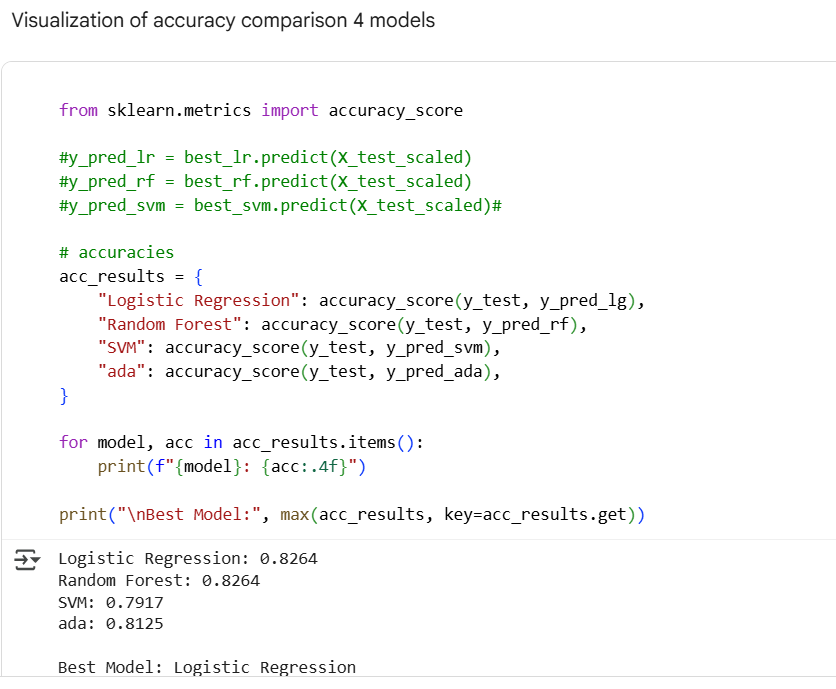 Visualization of accuracy comparison 4 models
from sklearn.metrics import accuracy_score
#y_pred_lr = best_lr.predict(X_test_scaled)
#y_pred_rf = best_rf.predict(X_test_scaled)
#y_pred_svm = best_svm.predict(X_test_scaled)#
# accuracies
acc_results = {
    "Logistic Regression": accuracy_score(y_test, y_pred_lg),
    "Random Forest": accuracy_score(y_test, y_pred_rf),
    "SVM": accuracy_score(y_test, y_pred_svm),
    "ada": accuracy_score(y_test, y_pred_ada),
}
for model, acc in acc_results.items():
    print(f"{model}: {acc:.4f}")
print("\nBest Model:", max(acc_results, key=acc_results.get))
Logistic Regression: 0.8264
Random Forest: 0.8264
SVM: 0.7917
ada: 0.8125
Best Model: Logistic Regression